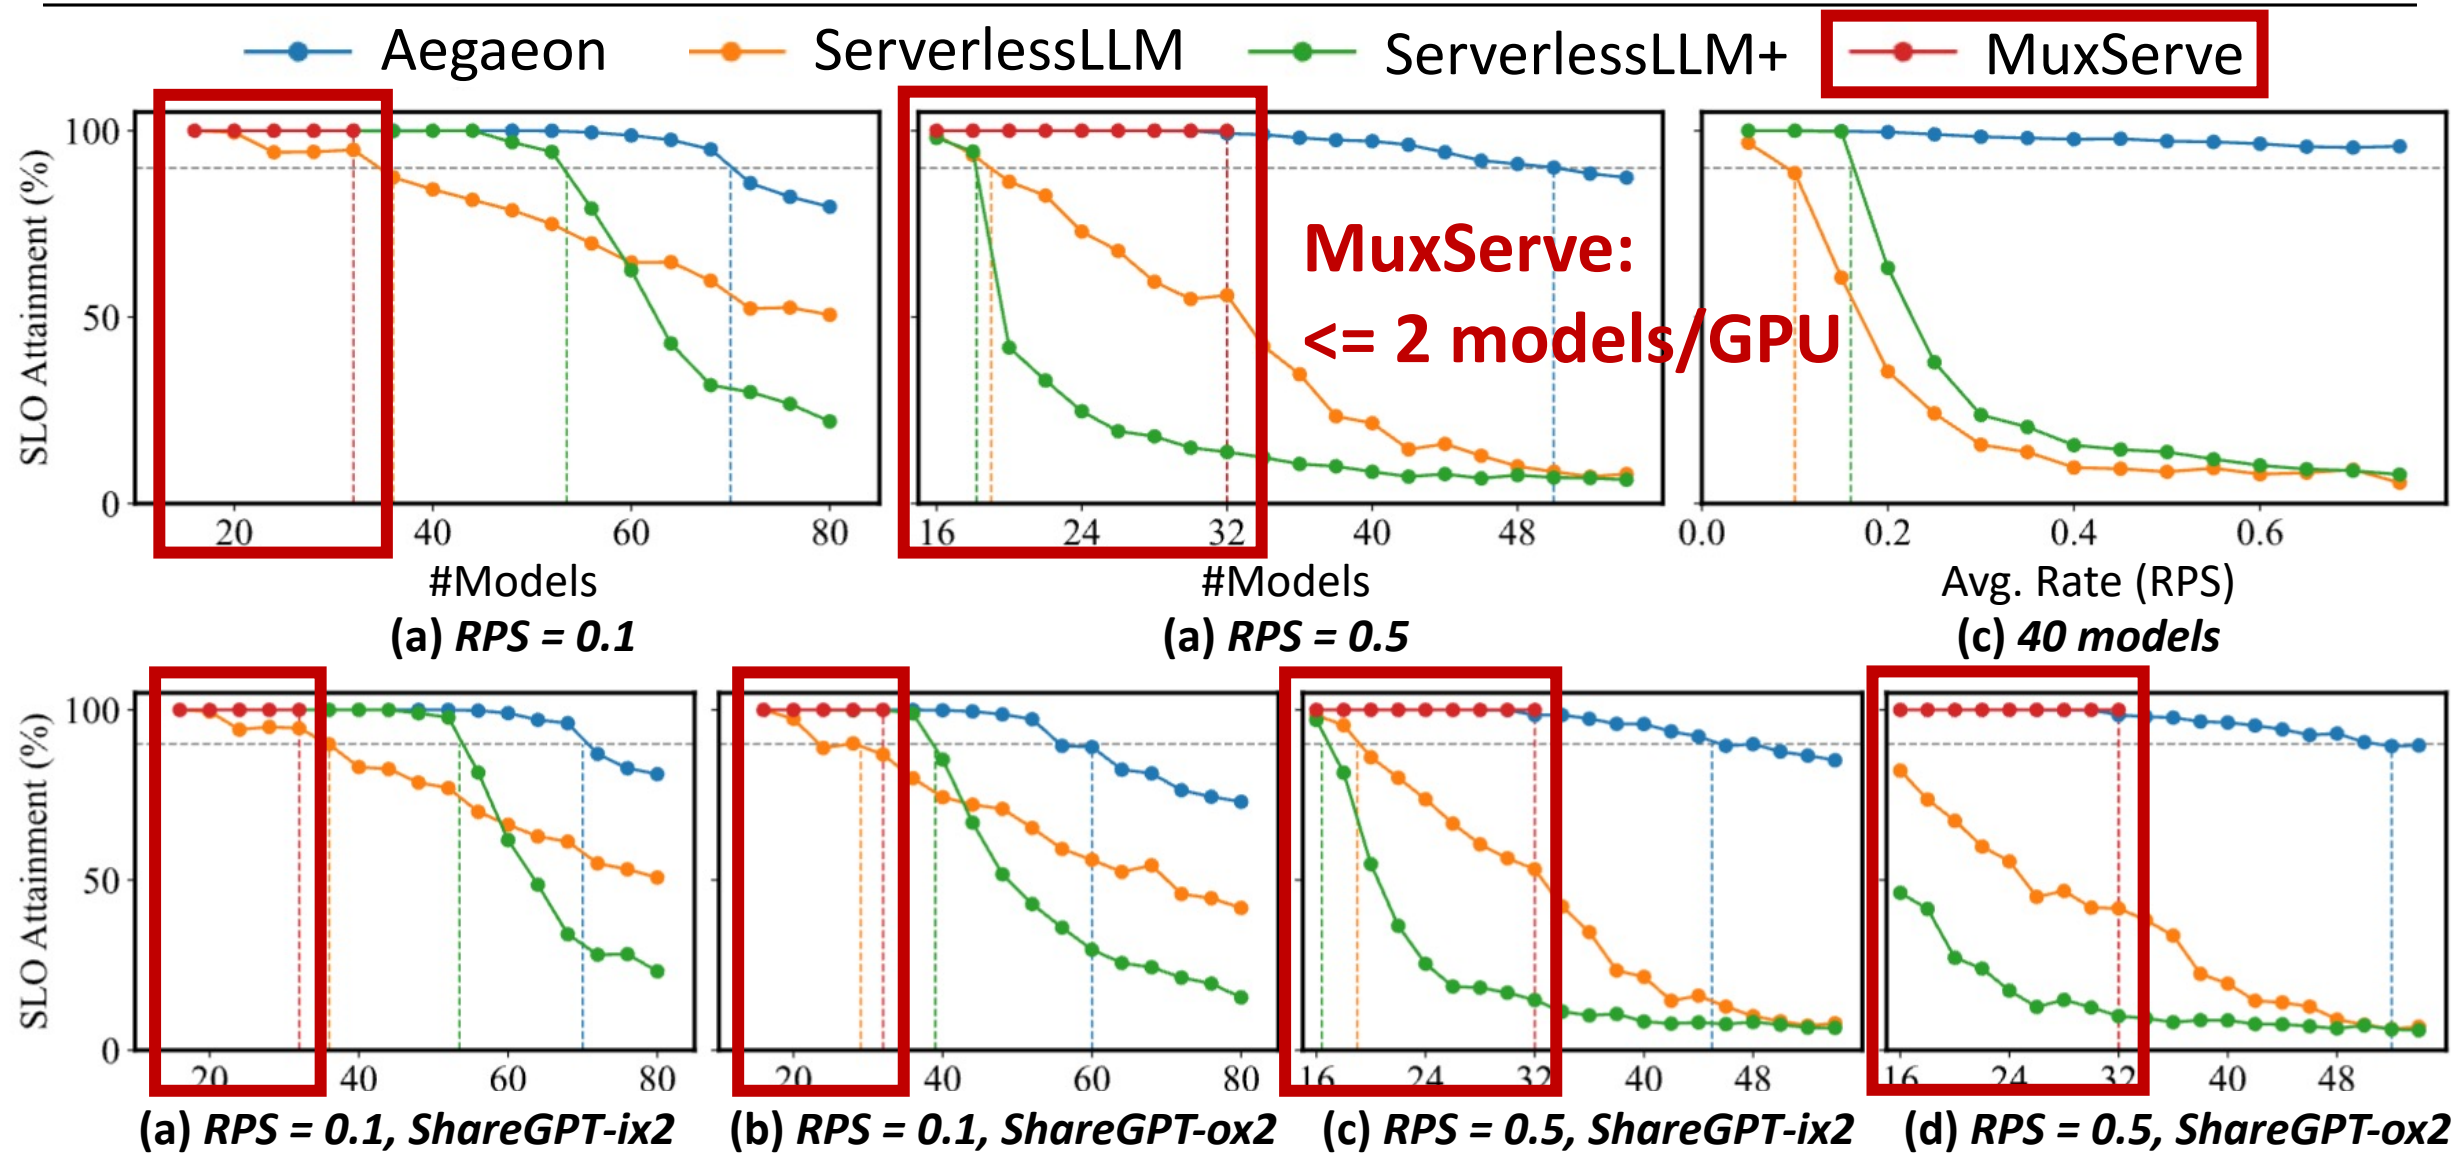 Aegaeon ServerlessLLM ServerlessLLM+ MuxServe
SLO Attainment (%)
100
50
0
20 40 60 80
#Models
(a) RPS = 0.1
16 24 32 40 48
#Models
(a) RPS = 0.5
MuxServe:
<= 2 models/GPU
0.0 0.2 0.4 0.6
Avg. Rate (RPS)
(c) 40 models
SLO Attainment (%)
100
50
0
20 40 60 80
(a) RPS = 0.1, ShareGPT-ix2
20 40 60 80
(b) RPS = 0.1, ShareGPT-ox2
16 24 32 40 48
(c) RPS = 0.5, ShareGPT-ix2
16 24 32 40 48
(d) RPS = 0.5, ShareGPT-ox2